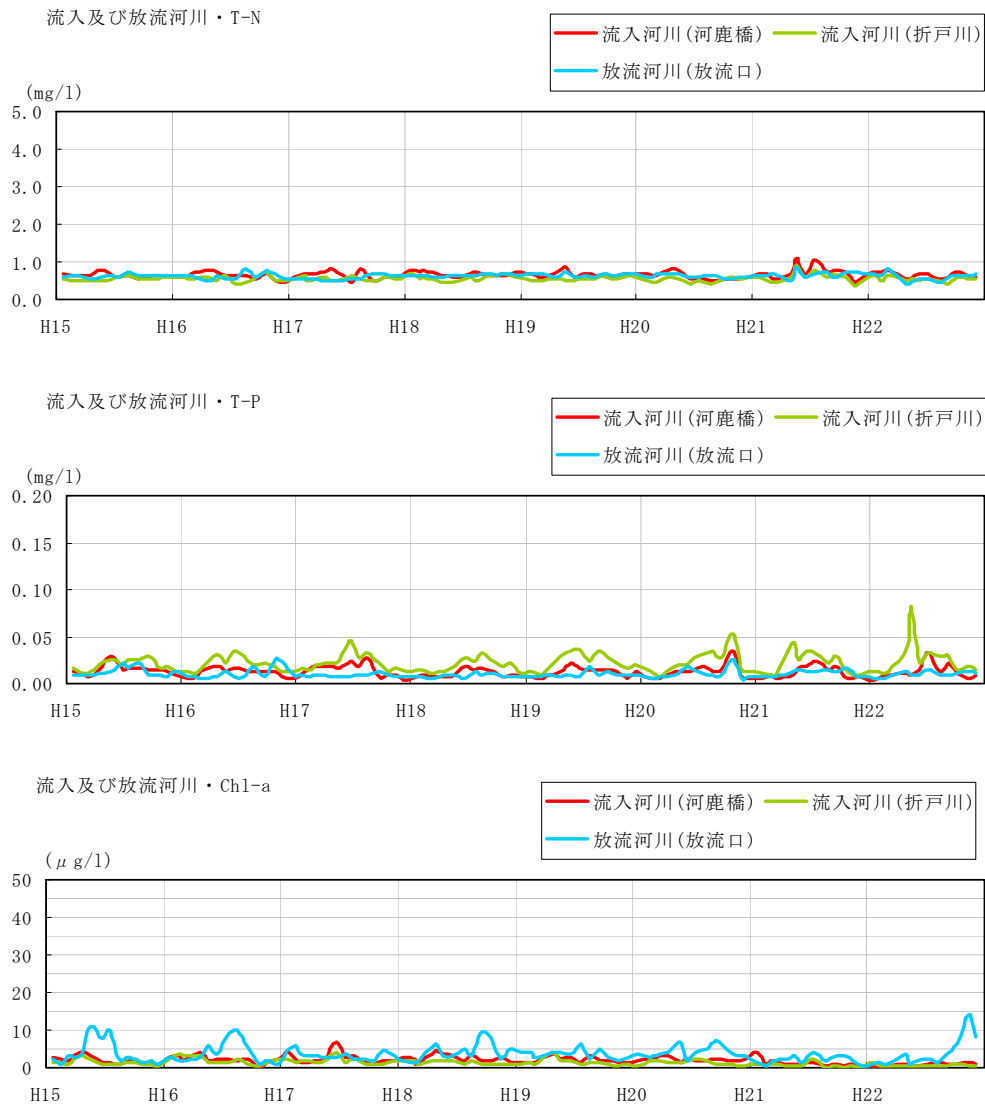 流入及び放流河川・T-N
流入河川(河鹿橋) 流入河川(折戸川)
放流河川(放流口)
(mg/l)
5.0
4.0
3.0
2.0
1.0
0.0
H15 H16 H17 H18 H19 H20 H21 H22
流入及び放流河川・T-P
流入河川(河鹿橋) 流入河川(折戸川)
放流河川(放流口)
(mg/l)
0.20
0.15
0.10
0.05
0.00
H15 H16 H17 H18 H19 H20 H21 H22
流入及び放流河川・Chl-a
流入河川(河鹿橋) 流入河川(折戸川)
放流河川(放流口)
(μg/l)
50
40
30
20
10
0
H15 H16 H17 H18 H19 H20 H21 H22